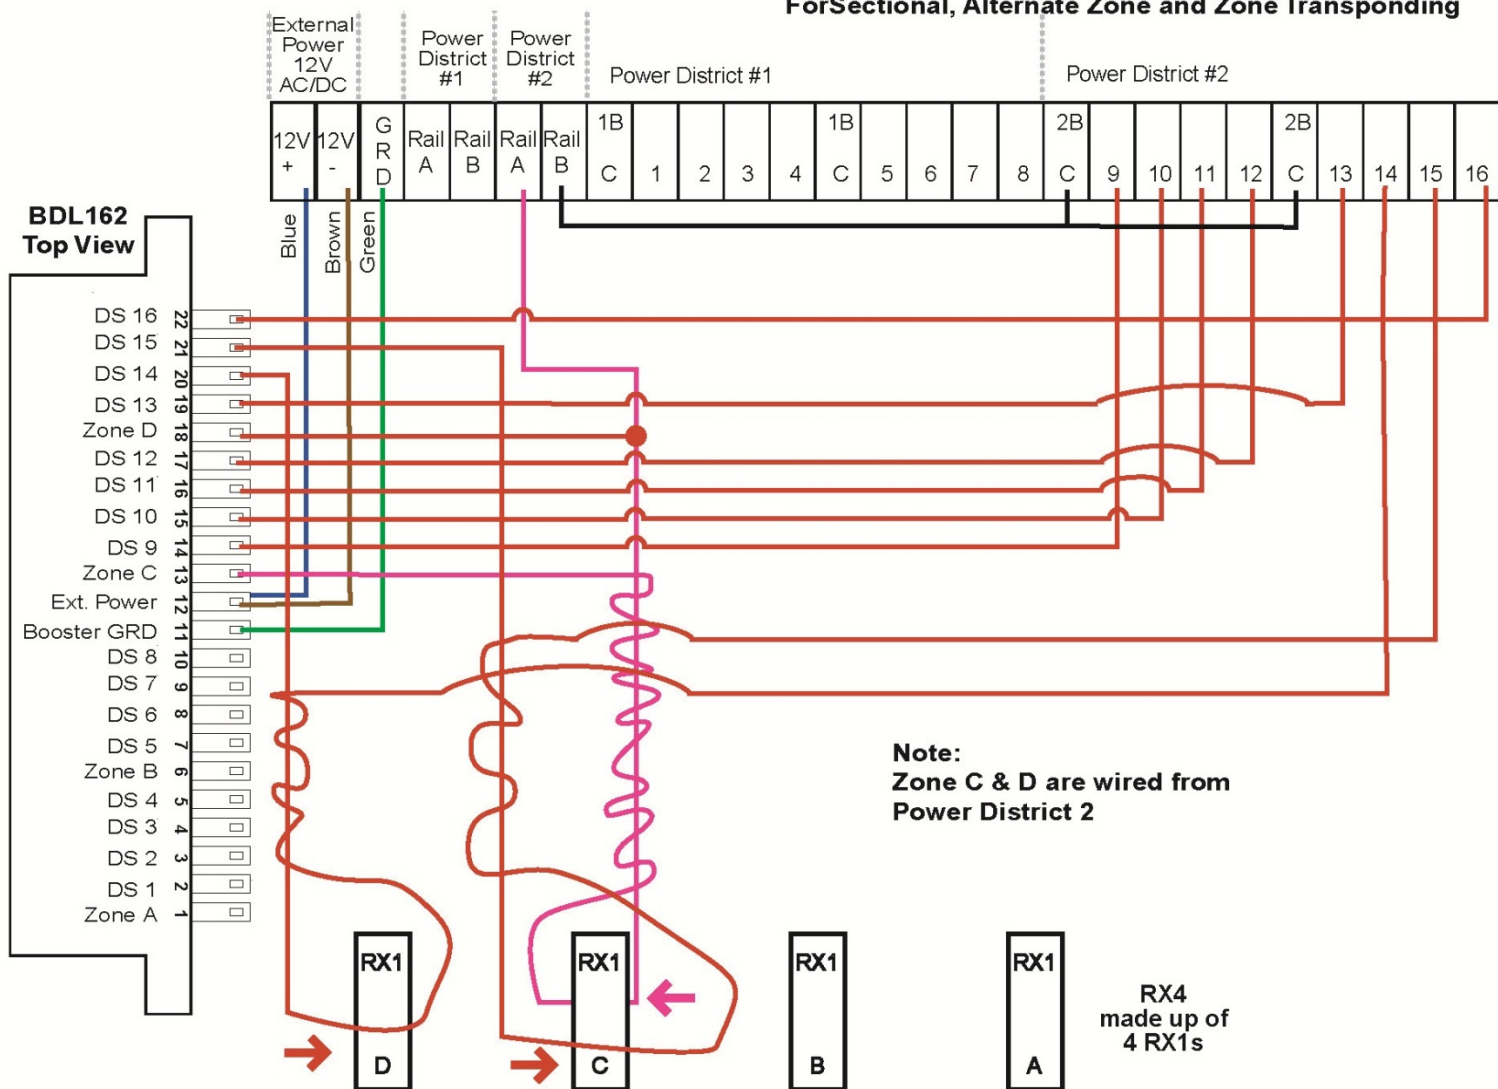 ForSectional, Alternate Zone and Zone Transponding
External
Power
12V
AC/DC
Power
District
#1
Power
District
#2
Power District #1
Power District #2
12V
+
12V
-
G
R
D
Rail
A
Rail
B
Rail
A
Rail
B
1B
C
1
2
3
4
1B
C
5
6
7
8
2B
C
9
10
11
12
2B
C
13
14
15
16
Blue
Brown
Green
BDL162
Top View
DS 16 22
DS 15 21
DS 14 20
DS 13 19
Zone D 18
DS 12 17
DS 11 16
DS 10 15
DS 9 14
Zone C 13
Ext. Power 12
Booster GRD 11
DS 8 10
DS 7 9
DS 6 8
DS 5 7
Zone B 6
DS 4 5
DS 3 4
DS 2 3
DS 1 2
Zone A 1
Note:
Zone C & D are wired from
Power District 2
RX1
D
RX1
C
RX1
B
RX1
A
RX4
made up of
4 RX1s